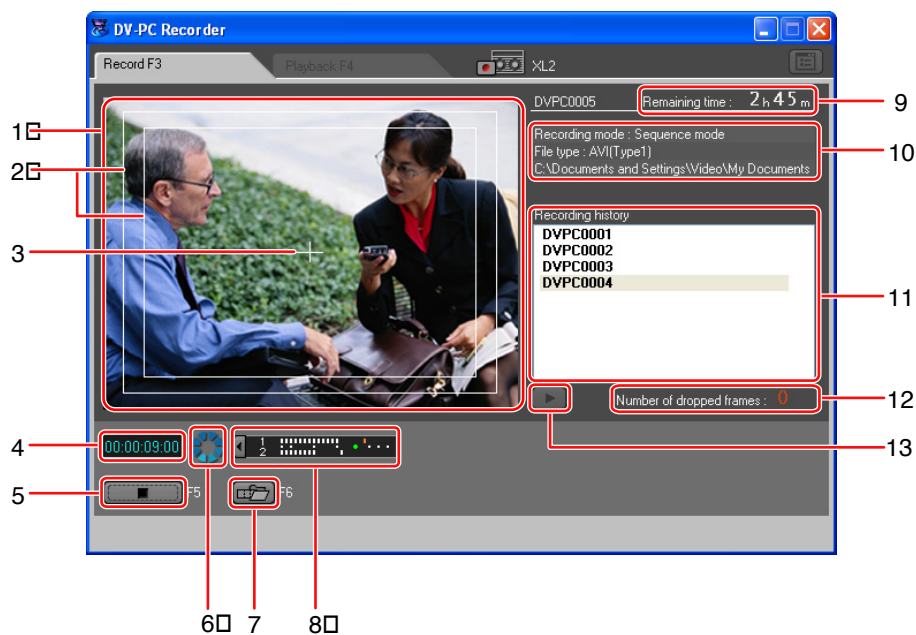 DV-PC Recorder
Record F3
Playback F4
XL2
DVPC0005
Remaining time : 2 h 45 m
9
Recording mode : Sequence mode
File type : AVI(Type1)
C:\Documents and Settings\Video\My Documents
10
1
2
3
Recording history
DVPC0001
DVPC0002
DVPC0003
DVPC0004
11
Number of dropped frames : 0
12
13
4
00:00:09:00
1
2
5
F5
F6
6
7
8